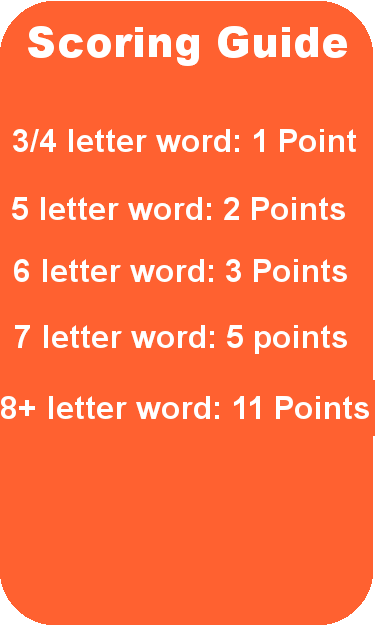 Scoring Guide
3/4 letter word: 1 Point
5 letter word: 2 Points
6 letter word: 3 Points
7 letter word: 5 points
8+ letter word: 11 Points